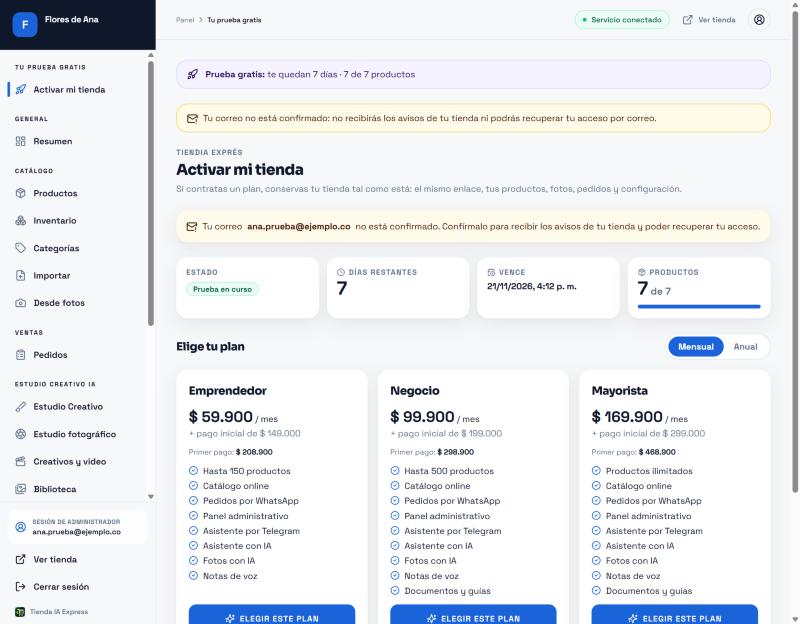 F
Flores de Ana
TU PRUEBA GRATIS
Activar mi tienda
GENERAL
Resumen
CATÁLOGO
Productos
Inventario
Categorías
Importar
Desde fotos
VENTAS
Pedidos
ESTUDIO CREATIVO IA
Estudio Creativo
Estudio fotográfico
Creativos y video
Biblioteca
SESIÓN DE ADMINISTRADOR
ana.prueba@ejemplo.co
Ver tienda
Cerrar sesión
Tienda IA Express
Panel > Tu prueba gratis
Servicio conectado
Ver tienda
Prueba gratis: te quedan 7 días · 7 de 7 productos
Tu correo no está confirmado: no recibirás los avisos de tu tienda ni podrás recuperar tu acceso por correo.
TIENDIA EXPRÉS
Activar mi tienda
Si contratas un plan, conservas tu tienda tal como está: el mismo enlace, tus productos, fotos, pedidos y configuración.
Tu correo ana.prueba@ejemplo.co no está confirmado. Confírmalo para recibir los avisos de tu tienda y poder recuperar tu acceso.
ESTADO
Prueba en curso
DÍAS RESTANTES
7
VENCE
21/11/2026, 4:12 p. m.
PRODUCTOS
7 de 7
Elige tu plan
Mensual
Anual
Emprendedor
$ 59.900 / mes
+ pago inicial de $ 149.000
Primer pago: $ 208.900
Hasta 150 productos
Catálogo online
Pedidos por WhatsApp
Panel administrativo
Asistente por Telegram
Asistente con IA
Fotos con IA
Notas de voz
ELEGIR ESTE PLAN
Negocio
$ 99.900 / mes
+ pago inicial de $ 199.000
Primer pago: $ 298.900
Hasta 500 productos
Catálogo online
Pedidos por WhatsApp
Panel administrativo
Asistente por Telegram
Asistente con IA
Fotos con IA
Notas de voz
Documentos y guías
ELEGIR ESTE PLAN
Mayorista
$ 169.900 / mes
+ pago inicial de $ 299.000
Primer pago: $ 468.900
Productos ilimitados
Catálogo online
Pedidos por WhatsApp
Panel administrativo
Asistente por Telegram
Asistente con IA
Fotos con IA
Notas de voz
Documentos y guías
ELEGIR ESTE PLAN